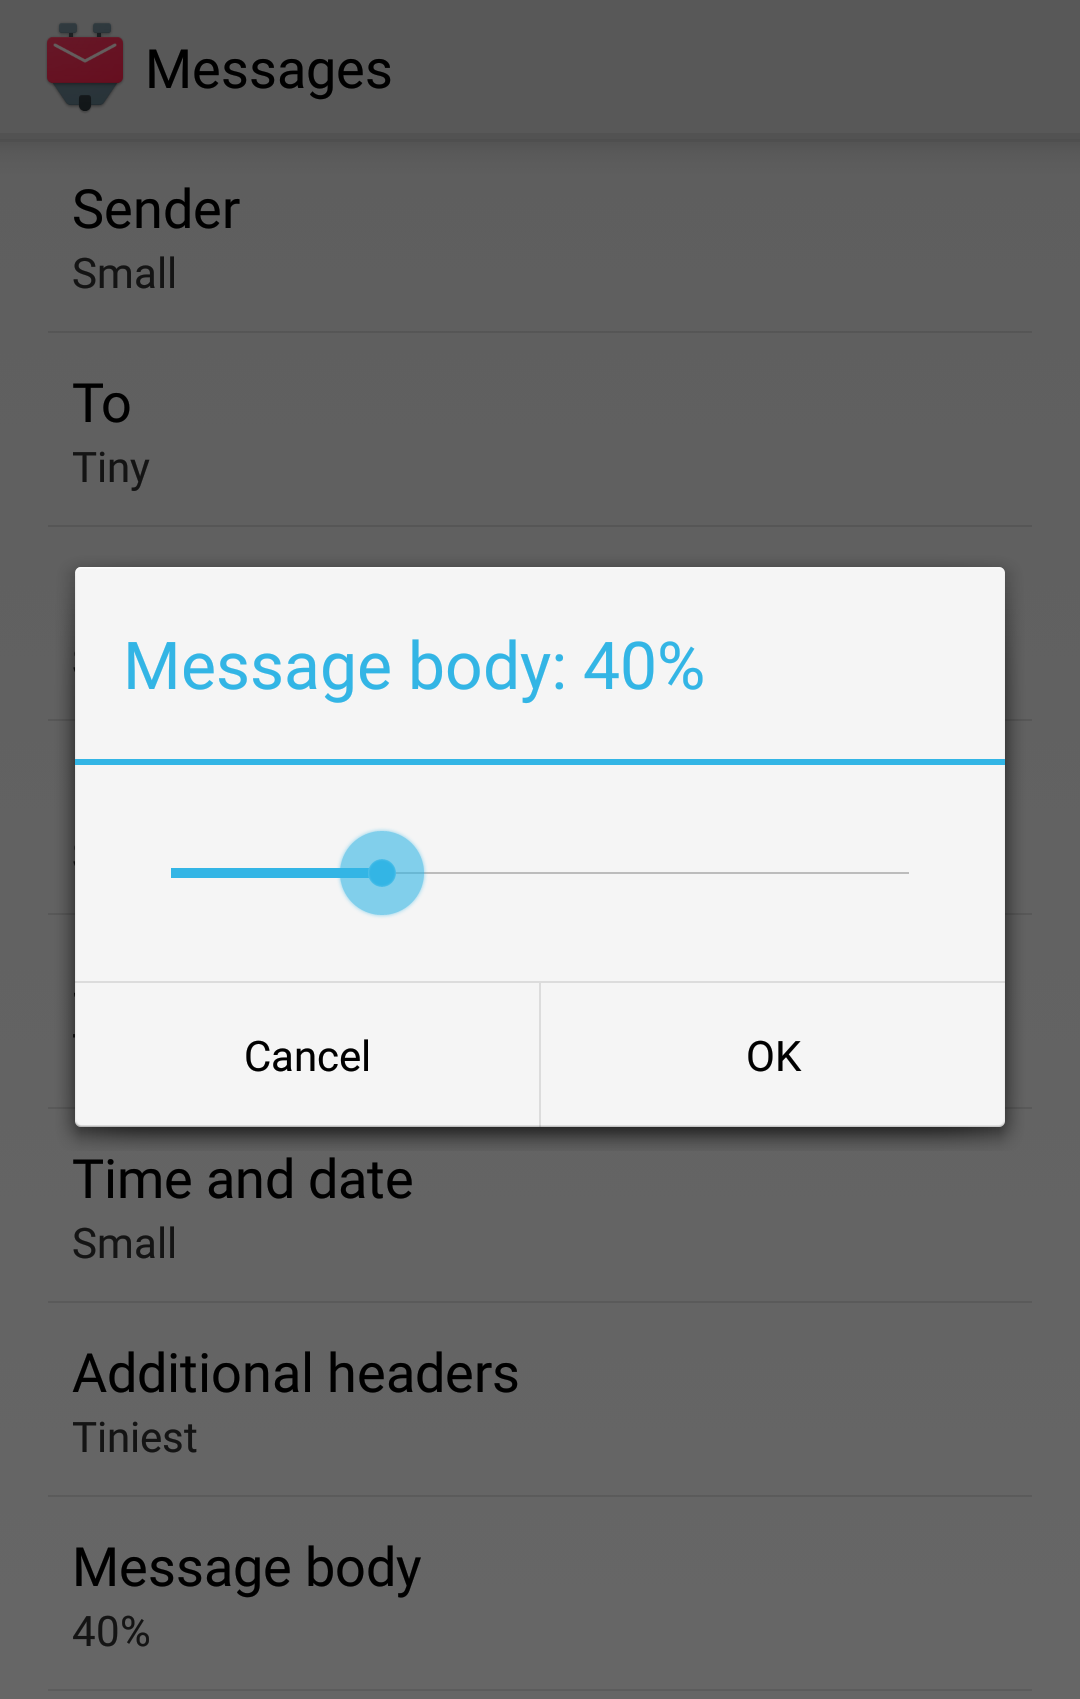 Messages
Sender
Small
To
Tiny
Message body: 40%
Cancel
OK
Time and date
Small
Additional headers
Tiniest
Message body
40%